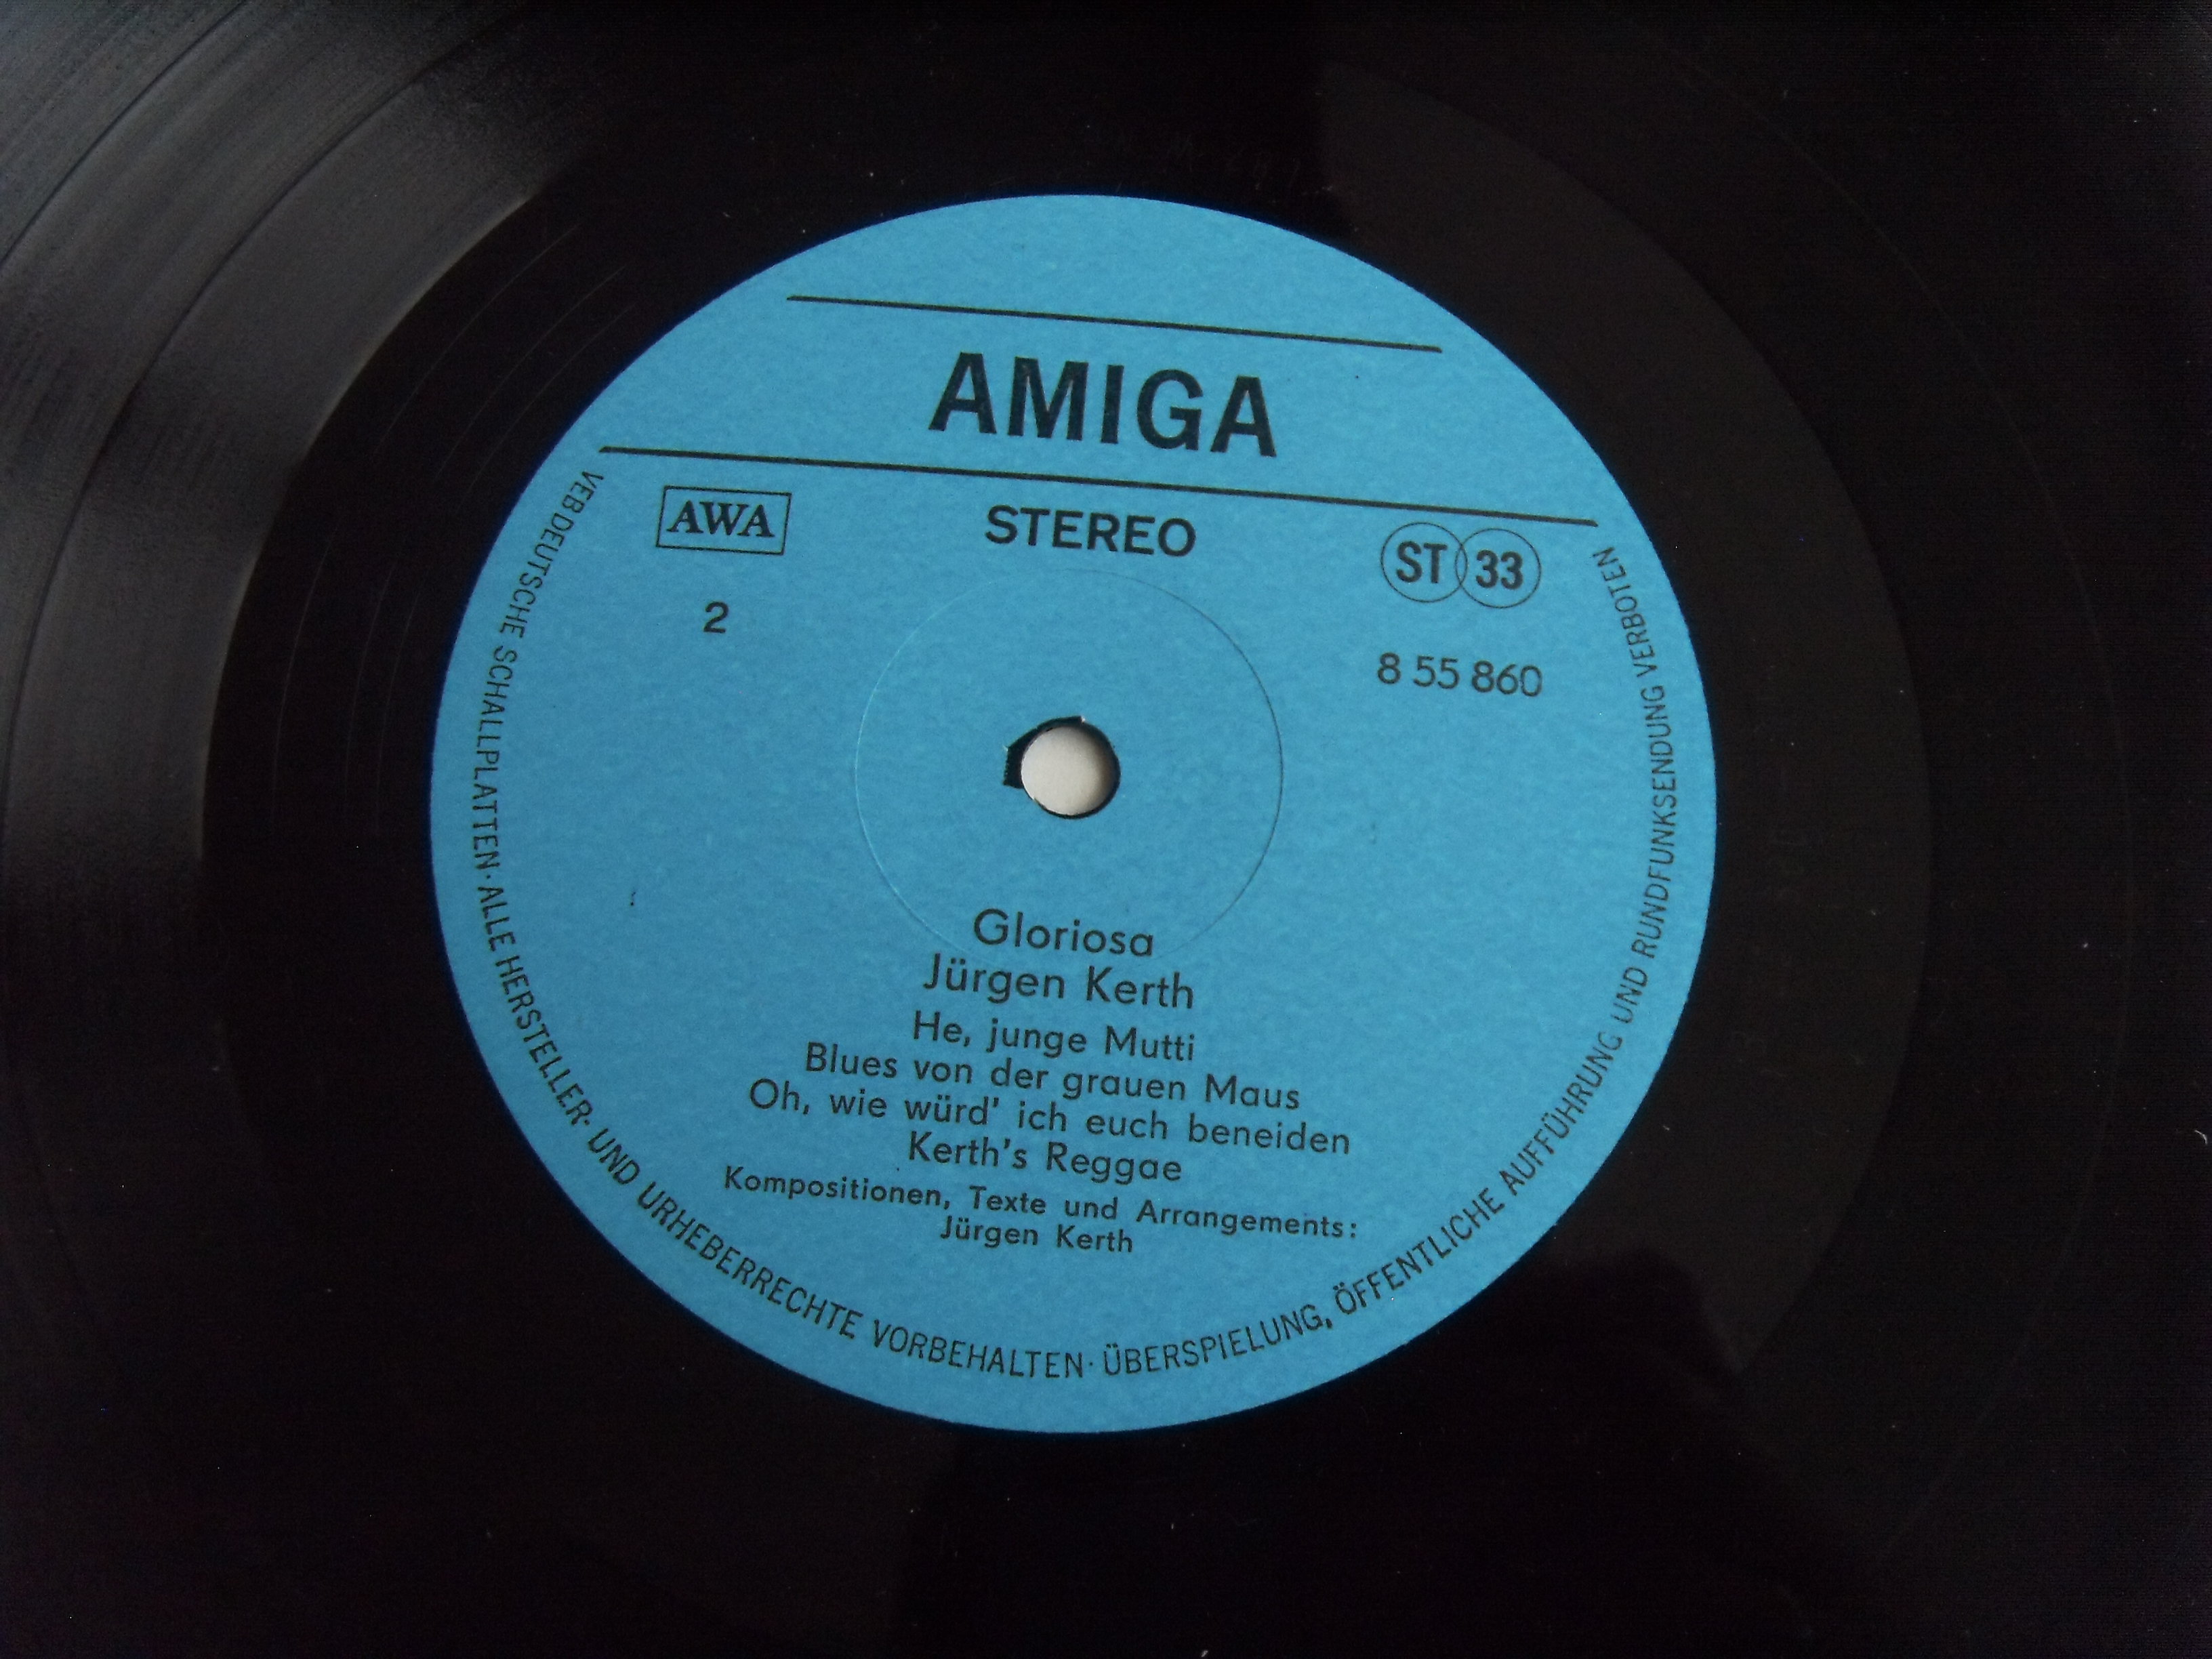 AMIGA
AWA
STEREO
ST 33
2
8 55 860
Gloriosa
Jürgen Kerth
He, junge Mutti
Blues von der grauen Maus
Oh, wie würd' ich euch beneiden
Kerth's Reggae
Kompositionen, Texte und Arrangements:
Jürgen Kerth
VEB DEUTSCHE SCHALLPLATTEN · ALLE HERSTELLER- UND URHEBERRECHTE VORBEHALTEN · ÜBERSPIELUNG, ÖFFENTLICHE AUFFÜHRUNG UND RUNDFUNKSENDUNG VERBOTEN